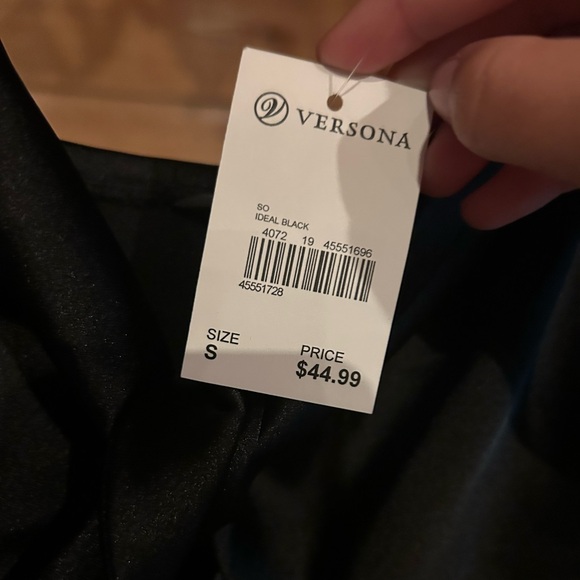 VERSONA
SO
IDEAL BLACK
4072 19 45551696
45551728
SIZE
S
PRICE
$44.99